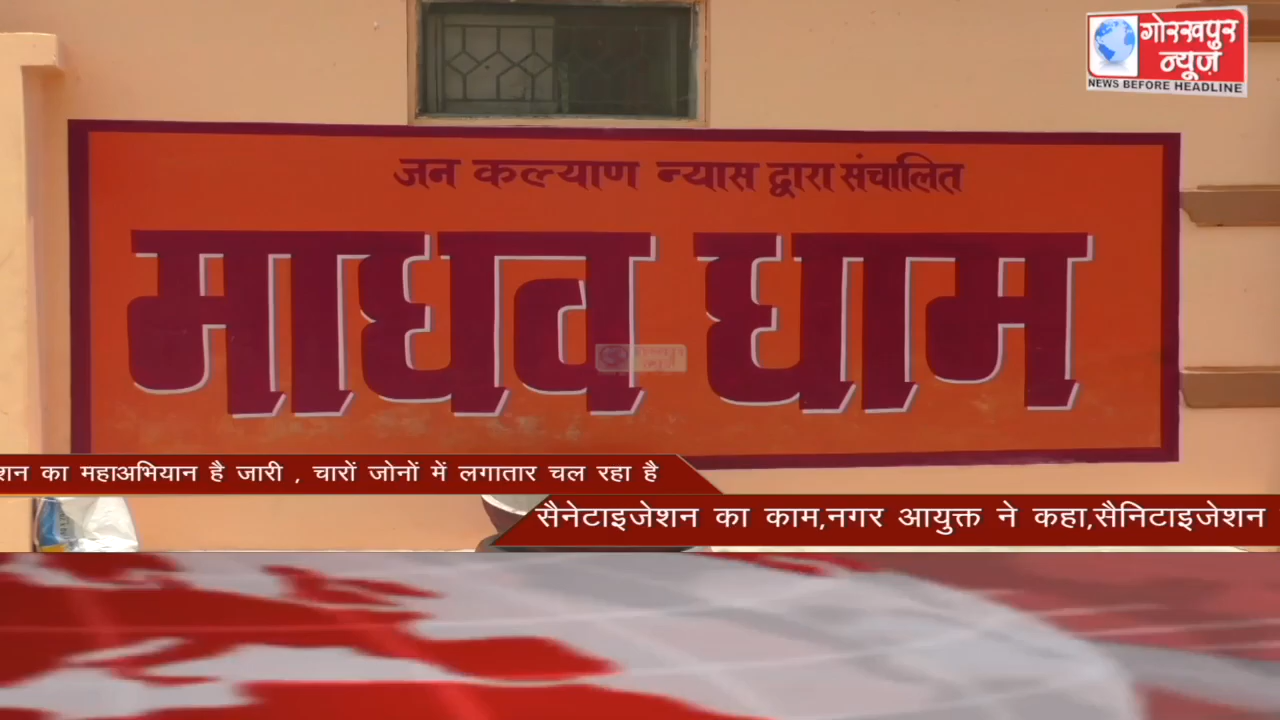 गोरखपुर
न्यूज़
NEWS BEFORE HEADLINE
जन कल्याण न्यास द्वारा संचालित
माधव धाम
शन का महाअभियान है जारी , चारों जोनों में लगातार चल रहा है
सैनेटाइजेशन का काम,नगर आयुक्त ने कहा,सैनिटाइजेशन